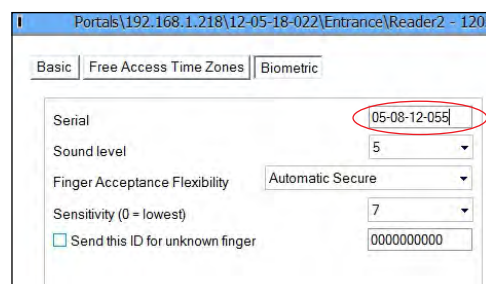 Portals\192.168.1.218\12-05-18-022\Entrance\Reader2 - 120
Basic Free Access Time Zones Biometric
Serial 05-08-12-055
Sound level 5
Finger Acceptance Flexibility Automatic Secure
Sensitivity (0 = lowest) 7
Send this ID for unknown finger 0000000000